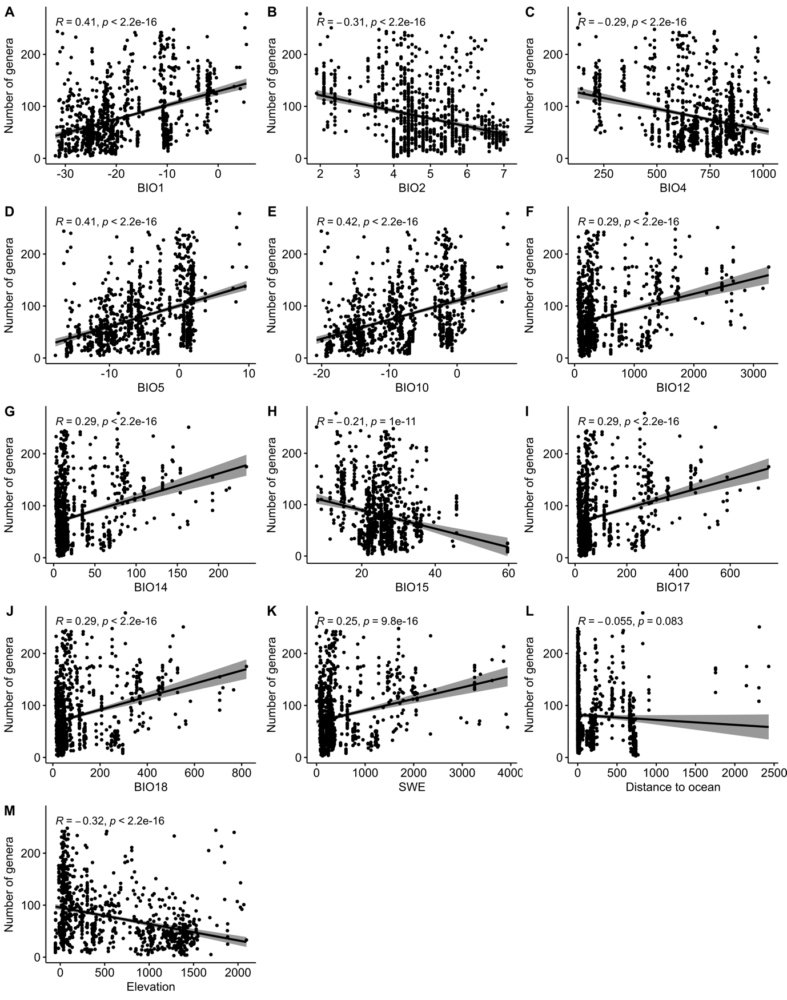 A
R = 0.41, p < 2.2e-16
Number of genera
200
100
0
-30 -20 -10 0
BIO1
B
R = −0.31, p < 2.2e-16
Number of genera
200
100
0
2 3 4 5 6 7
BIO2
C
R = −0.29, p < 2.2e-16
Number of genera
200
100
0
250 500 750 1000
BIO4
D
R = 0.41, p < 2.2e-16
Number of genera
200
100
0
-10 0 10
BIO5
E
R = 0.42, p < 2.2e-16
Number of genera
200
100
0
-20 -10 0
BIO10
F
R = 0.29, p < 2.2e-16
Number of genera
200
100
0
0 1000 2000 3000
BIO12
G
R = 0.29, p < 2.2e-16
Number of genera
200
100
0
0 50 100 150 200
BIO14
H
R = −0.21, p = 1e-11
Number of genera
200
100
0
20 40 60
BIO15
I
R = 0.29, p < 2.2e-16
Number of genera
200
100
0
0 200 400 600
BIO17
J
R = 0.29, p < 2.2e-16
Number of genera
200
100
0
0 200 400 600 800
BIO18
K
R = 0.25, p = 9.8e-16
Number of genera
200
100
0
0 1000 2000 3000 4000
SWE
L
R = −0.055, p = 0.083
Number of genera
200
100
0
0 500 1000 1500 2000 2500
Distance to ocean
M
R = −0.32, p < 2.2e-16
Number of genera
200
100
0
0 500 1000 1500 2000
Elevation